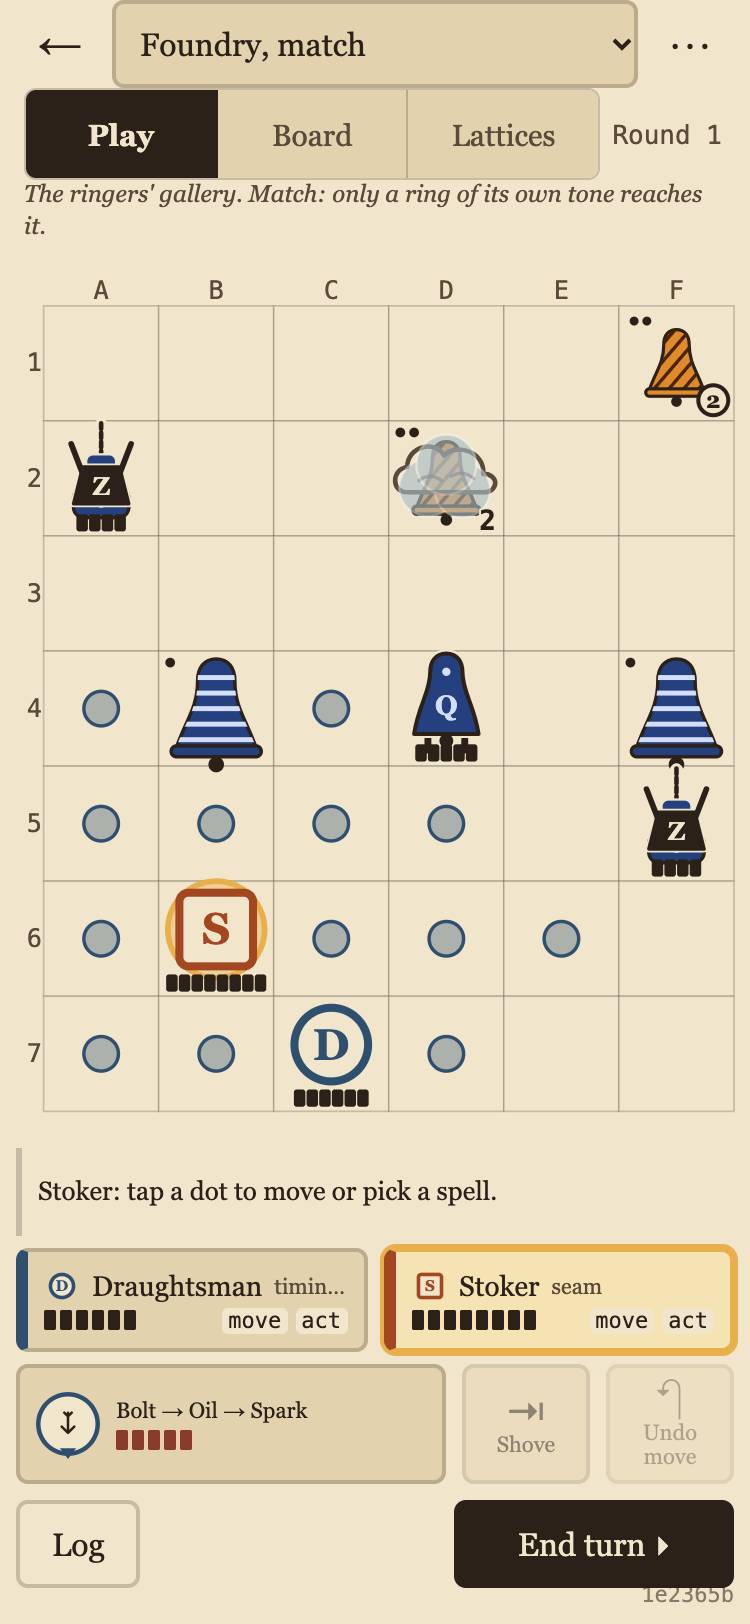 ←
Foundry, match
...
Play
Board
Lattices
Round 1
The ringers' gallery. Match: only a ring of its own tone reaches
it.
A B C D E F
1
2
2
Z
2
3
4
Q
5
Z
6
S
7
D
Stoker: tap a dot to move or pick a spell.
D Draughtsman timin...
move act
S Stoker seam
move act
Bolt → Oil → Spark
Shove
Undo
move
Log
End turn
1e2365b